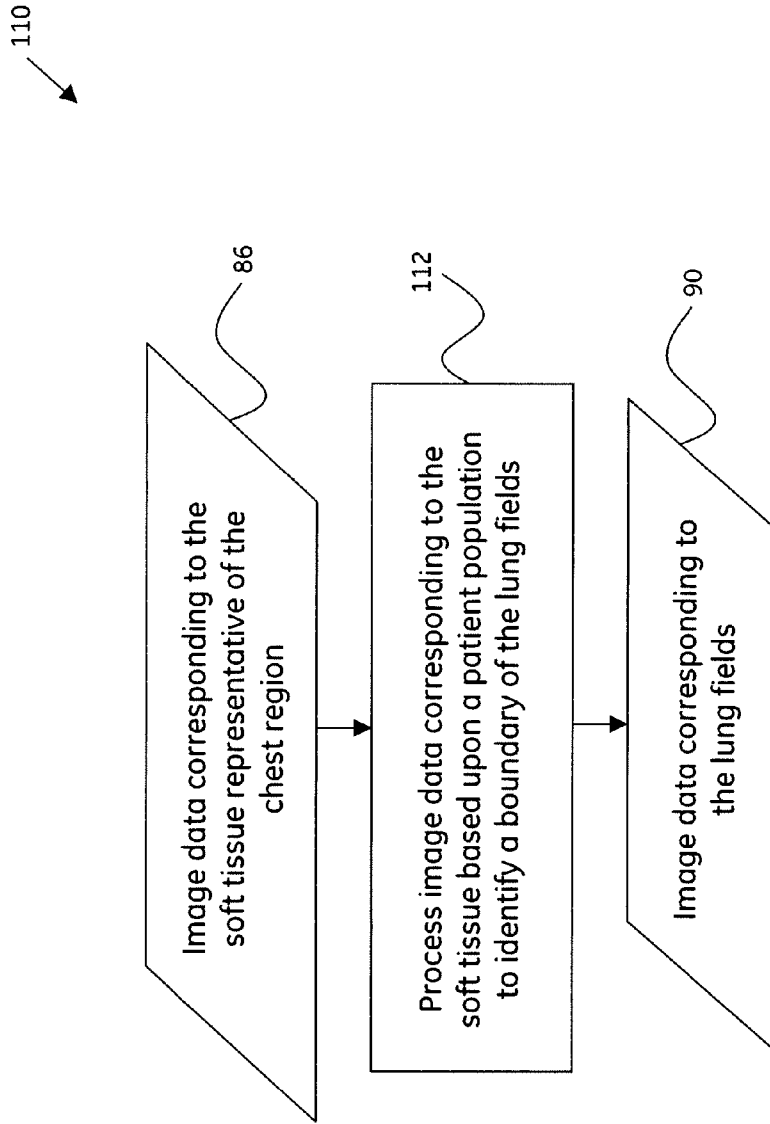 110
Image data corresponding to the
soft tissue representative of the
chest region
86
Process image data corresponding to the
soft tissue based upon a patient population
to identify a boundary of the lung fields
112
Image data corresponding to
the lung fields
90